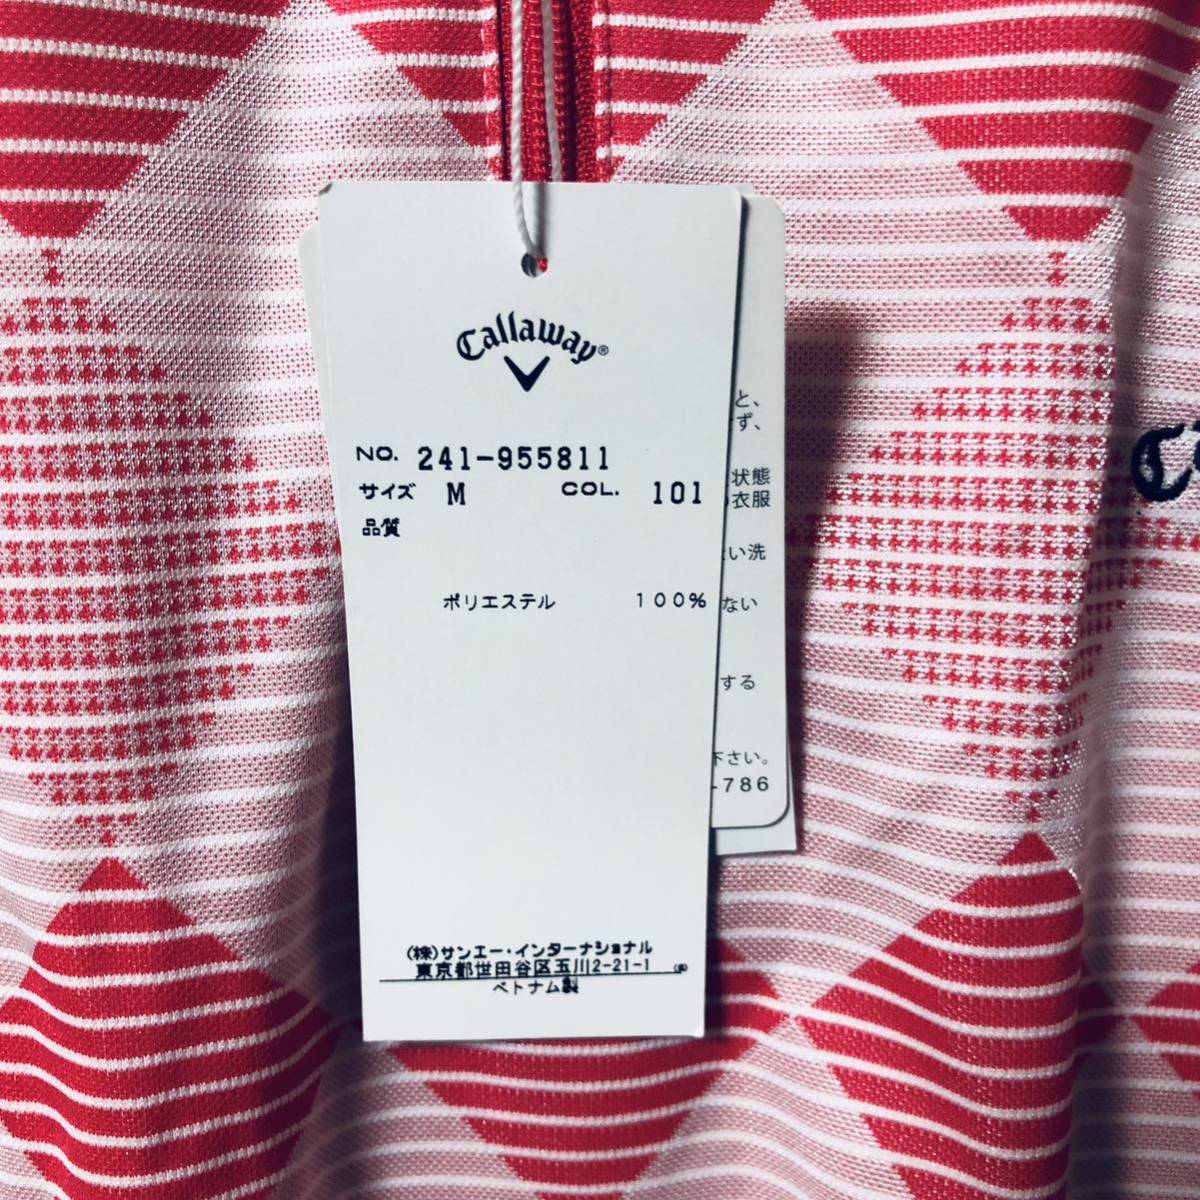 Callaway®
NO. 241-955811
サイズ M COL. 101
品質
ポリエステル 100%
(株)サンエー・インターナショナル
東京都世田谷区玉川2-21-1
ベトナム製
と、
ず、
状態
衣服
い洗
ない
する
下さい。
-786
C